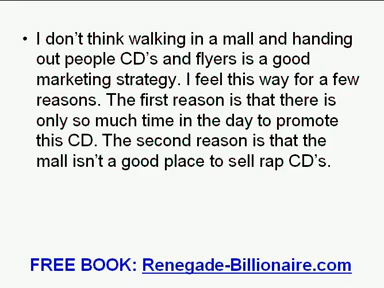 • I don't think walking in a mall and handing
out people CD's and flyers is a good
marketing strategy. I feel this way for a few
reasons. The first reason is that there is
only so much time in the day to promote
this CD. The second reason is that the
mall isn't a good place to sell rap CD's.
FREE BOOK: Renegade-Billionaire.com